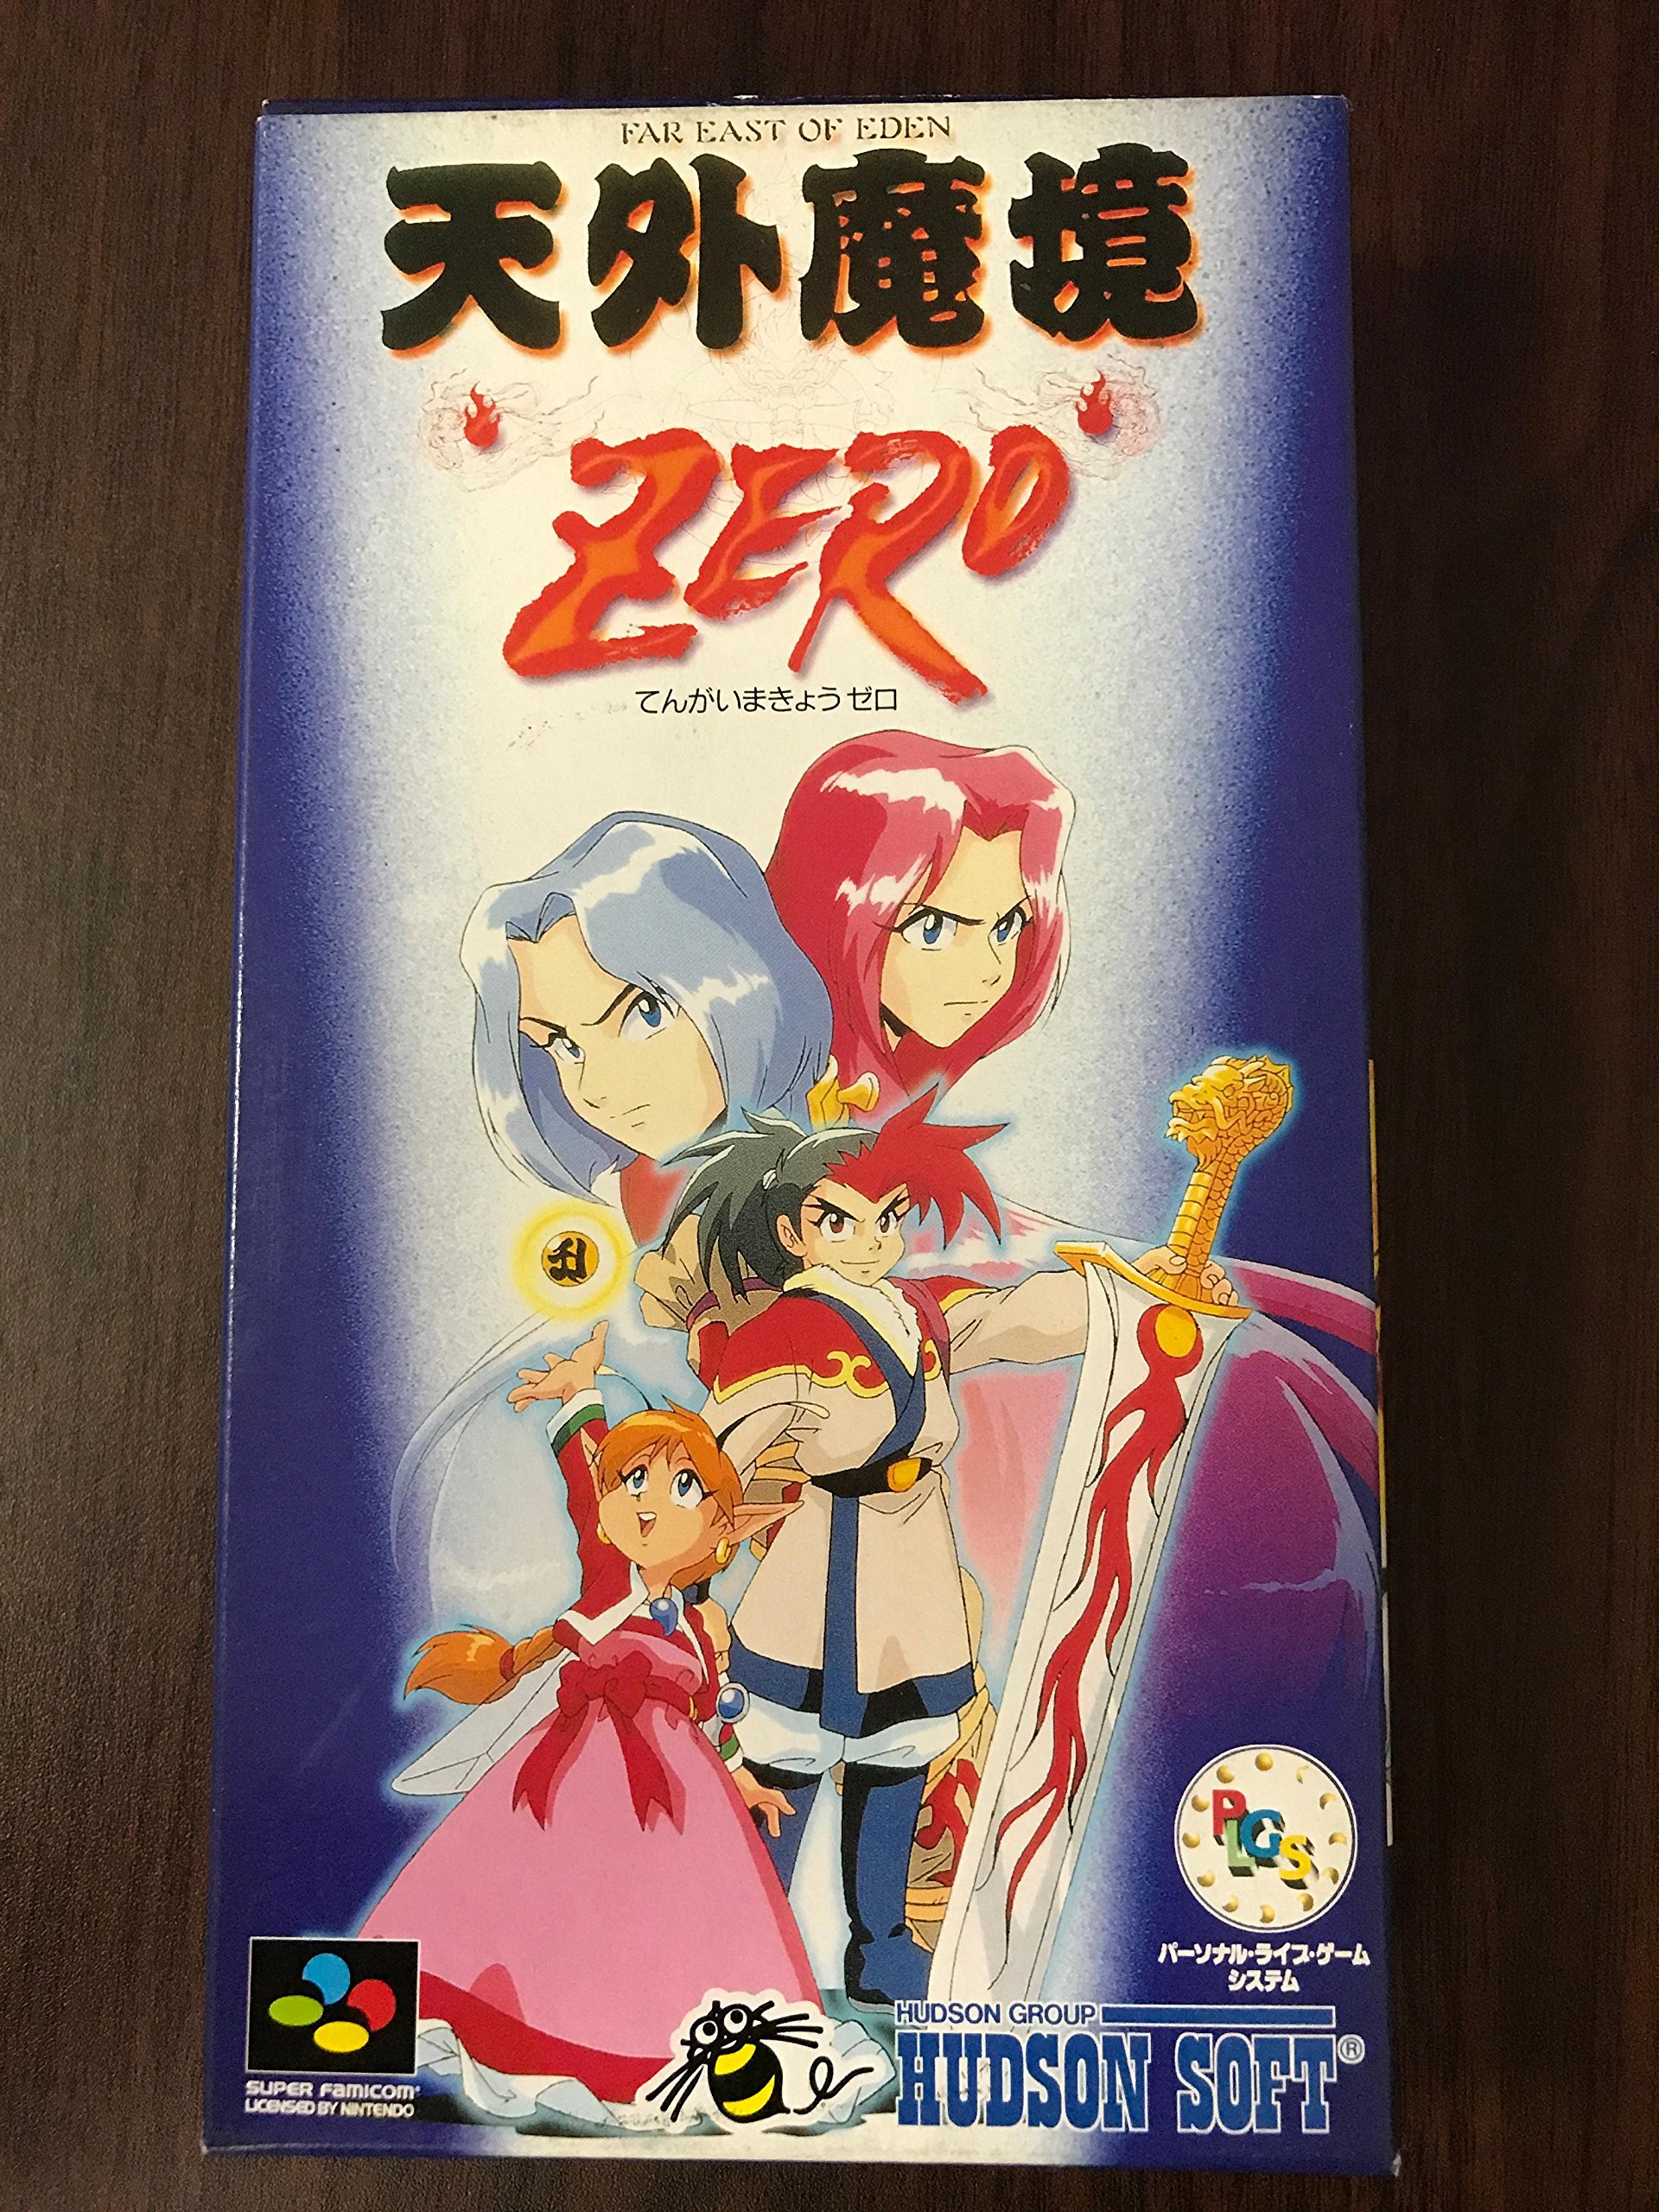 FAR EAST OF EDEN
天外魔境
ZERO
てんがいまきょうゼロ
PLGS
パーソナル・ライブ・ゲーム
システム
HUDSON GROUP
HUDSON SOFT®
SUPER FAMICOM
LICENSED BY NINTENDO